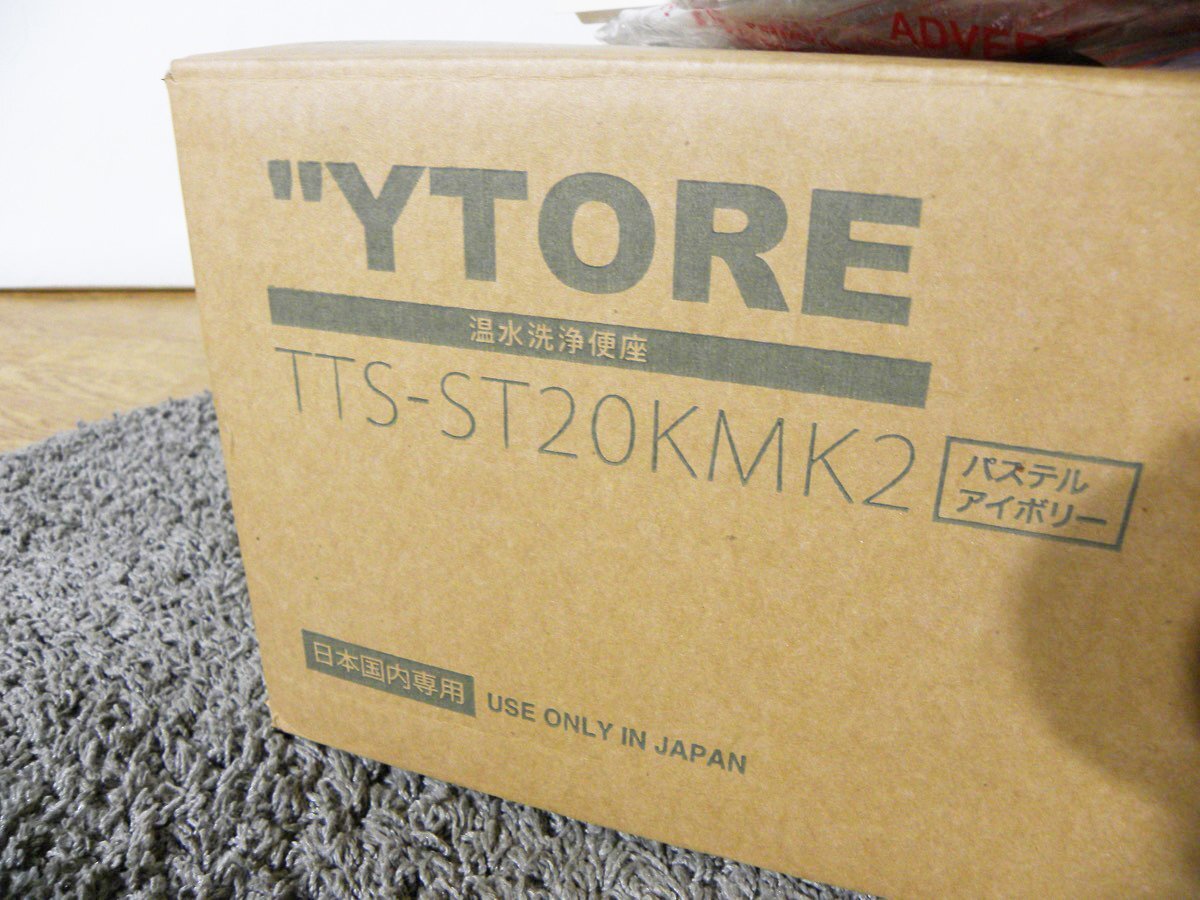 ADVER
"YTORE
温水洗浄便座
TTS-ST20KMK2
パステル
アイボリー
日本国内専用 USE ONLY IN JAPAN